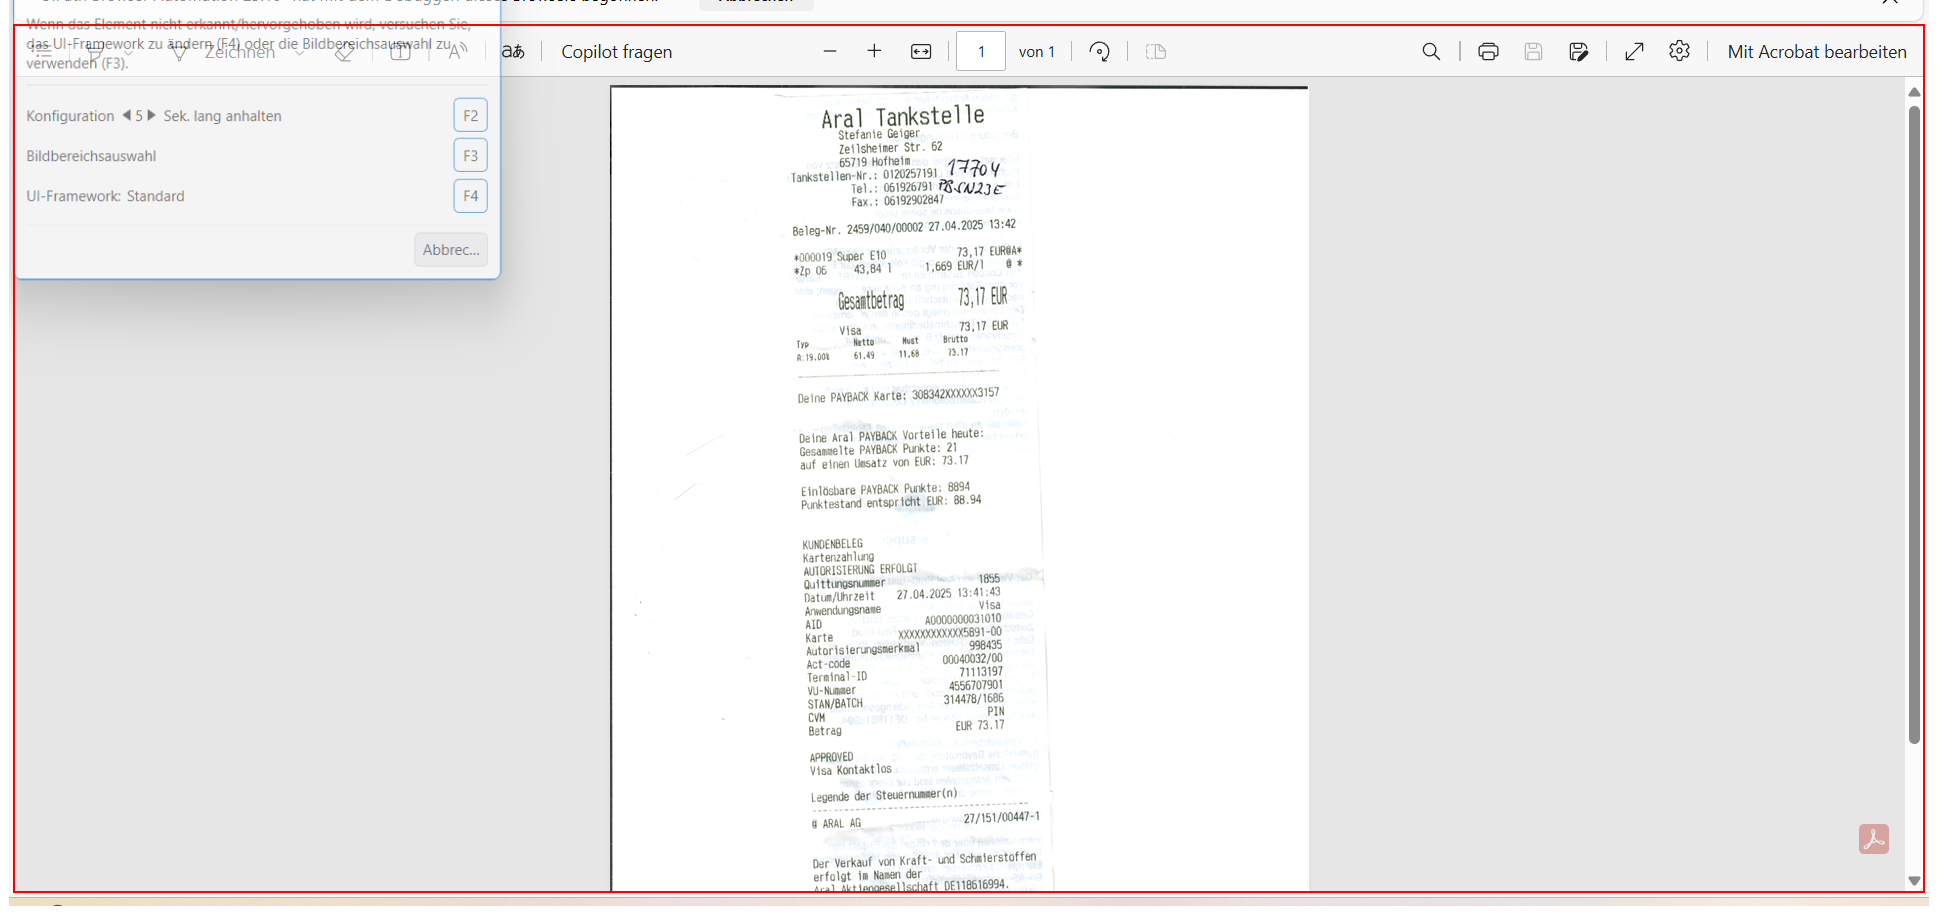 Wenn das Element nicht erkannt/hervorgehoben wird, versuchen Sie,
das UI-Framework zu ändern (F4) oder die Bildbereichsauswahl zu
verwenden (F3).
Konfiguration 5 Sek. lang anhalten F2
Bildbereichsauswahl F3
UI-Framework: Standard F4
Abbrec...
Zeichnen
Copilot fragen
1 von 1
Mit Acrobat bearbeiten
Aral Tankstelle
Stefanie Geiger
Zeilsheimer Str. 62
65719 Hofheim
17704
Tankstellen-Nr.: 0120257191
Tel.: 061926791
Fax.: 06192902847
Beleg-Nr. 2459/040/00002 27.04.2025 13:42
*000019 Super E10 73,17 EUR@A*
*Zp 06 43,84 l 1,669 EUR/l @ *
Gesamtbetrag 73,17 EUR
Visa 73,17 EUR
Typ Netto Mwst Brutto
A:19.00% 61.49 11.68 73.17
Deine PAYBACK Karte: 308342XXXXXX3157
Deine Aral PAYBACK Vorteile heute:
Gesammelte PAYBACK Punkte: 21
auf einen Umsatz von EUR: 73.17
Einlösbare PAYBACK Punkte: 8894
Punktestand entspricht EUR: 88.94
KUNDENBELEG
Kartenzahlung
AUTORISIERUNG ERFOLGT
Quittungsnummer 1855
Datum/Uhrzeit 27.04.2025 13:41:43
Anwendungsname Visa
AID A0000000031010
Karte XXXXXXXXXXXX5891-00
Autorisierungsmerkmal 998435
Act-code 00040032/00
Terminal-ID 71113197
VU-Nummer 4556707901
STAN/BATCH 314478/1686
CVM PIN
Betrag EUR 73.17
APPROVED
Visa Kontaktlos
Legende der Steuernummer(n)
@ ARAL AG 27/151/00447-1
Der Verkauf von Kraft- und Schmierstoffen
erfolgt im Namen der
Aral Aktiengesellschaft DE118616994.